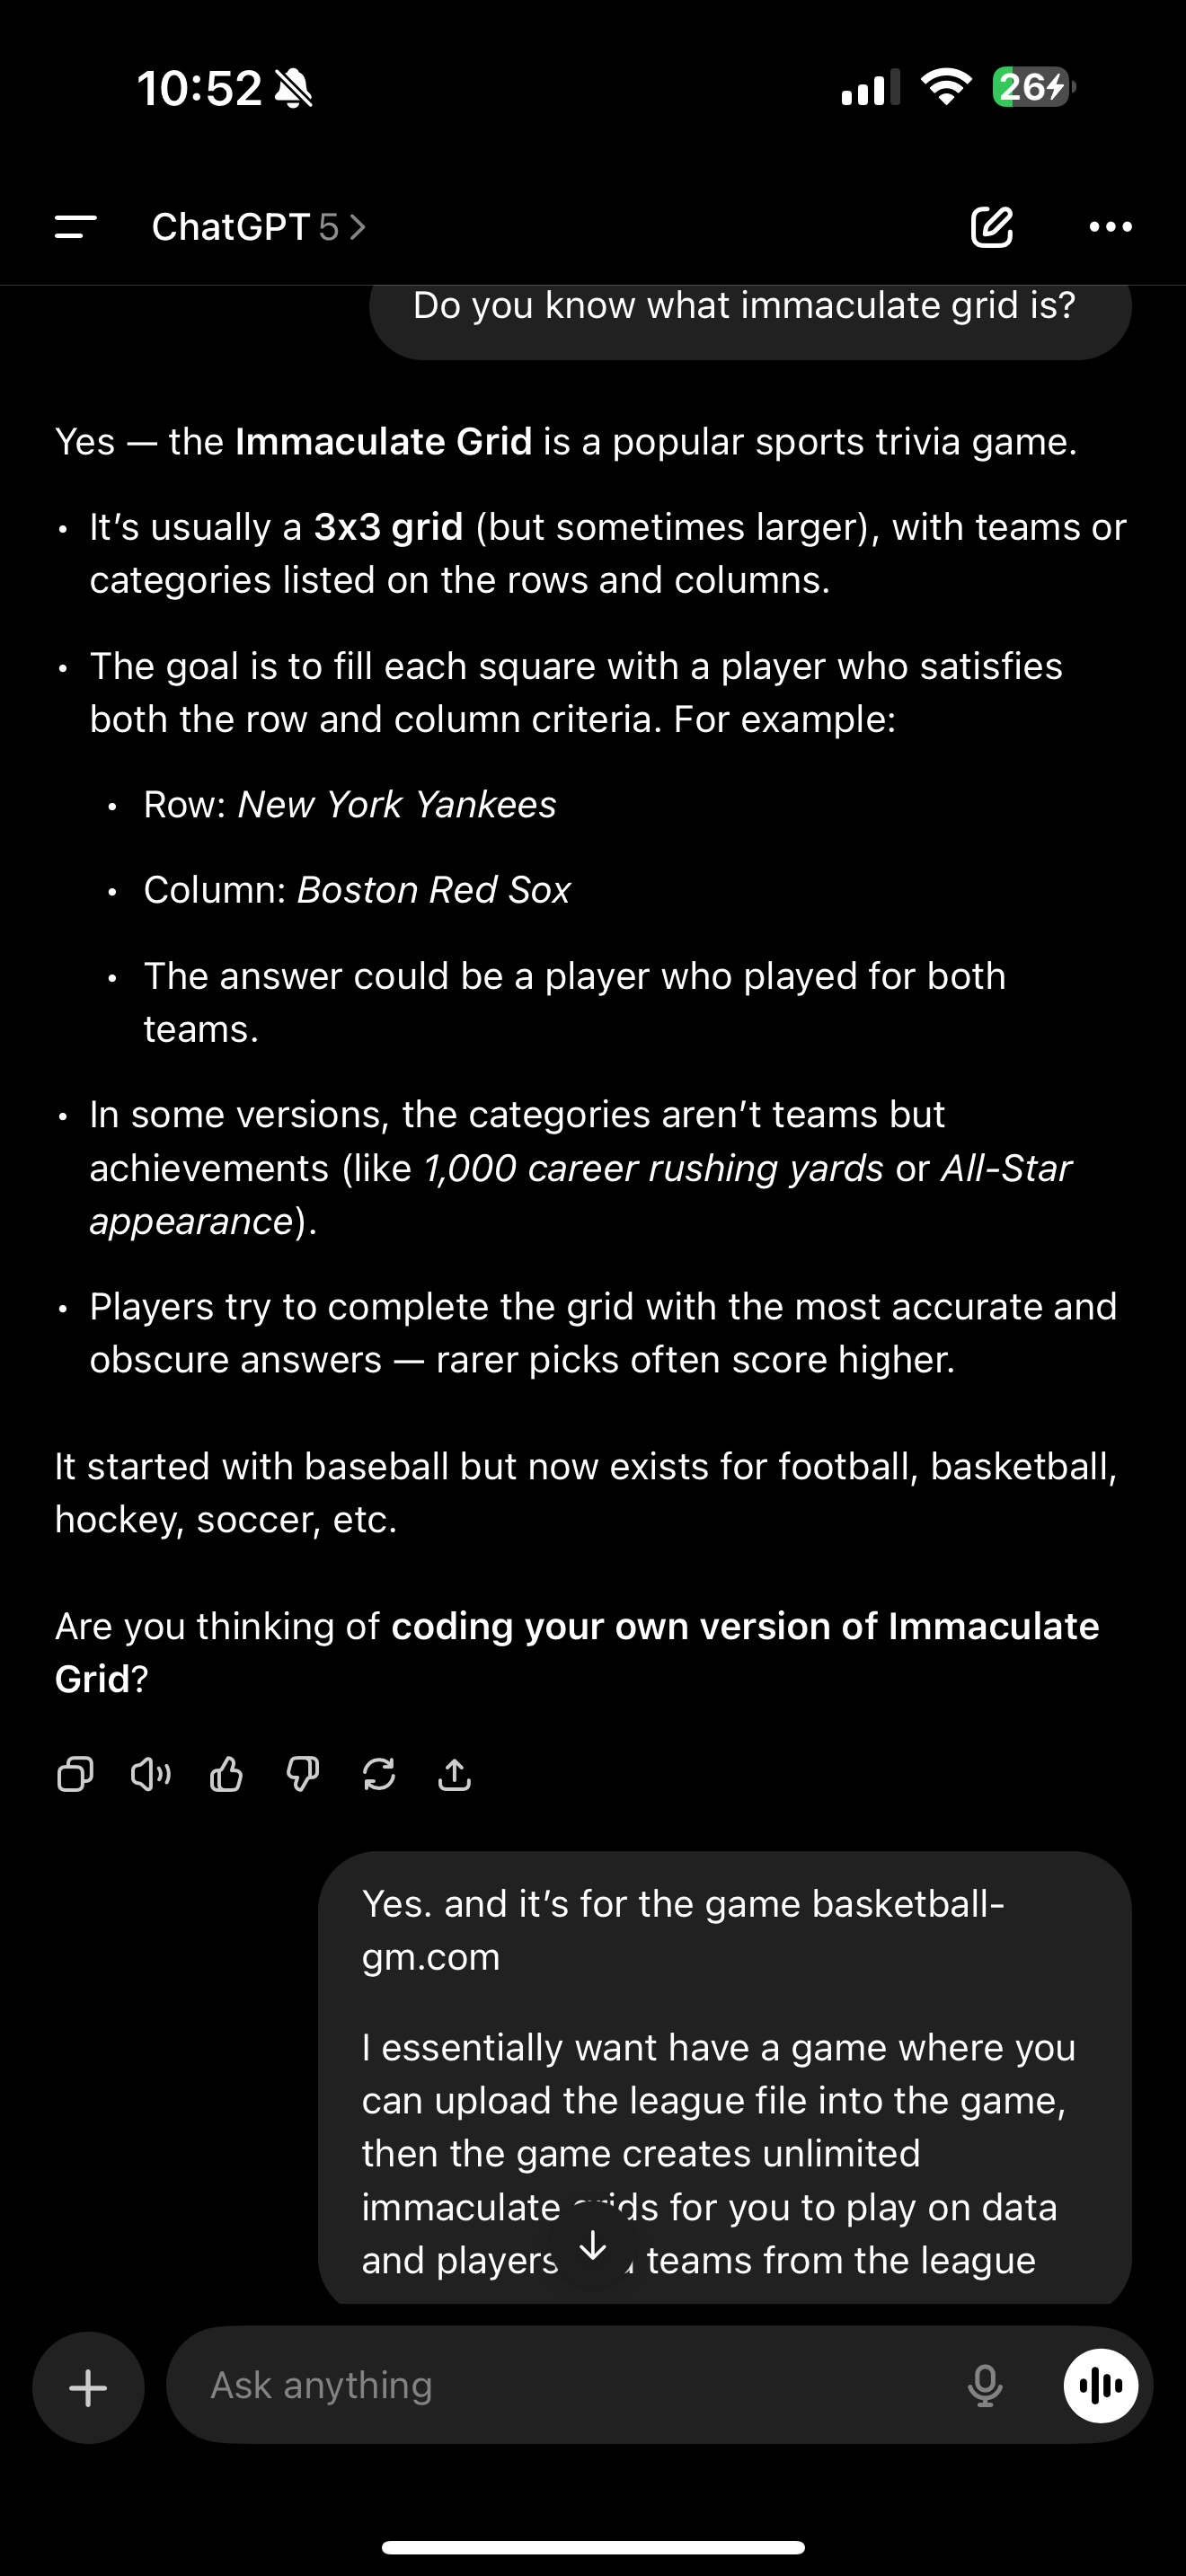 10:52
26
ChatGPT 5 >
Do you know what immaculate grid is?
Yes — the Immaculate Grid is a popular sports trivia game.
• It’s usually a 3x3 grid (but sometimes larger), with teams or
categories listed on the rows and columns.
• The goal is to fill each square with a player who satisfies
both the row and column criteria. For example:
• Row: New York Yankees
• Column: Boston Red Sox
• The answer could be a player who played for both
teams.
• In some versions, the categories aren’t teams but
achievements (like 1,000 career rushing yards or All-Star
appearance).
• Players try to complete the grid with the most accurate and
obscure answers — rarer picks often score higher.
It started with baseball but now exists for football, basketball,
hockey, soccer, etc.
Are you thinking of coding your own version of Immaculate
Grid?
Yes. and it’s for the game basketball-
gm.com
I essentially want have a game where you
can upload the league file into the game,
then the game creates unlimited
immaculate grids for you to play on data
and players teams from the league
Ask anything